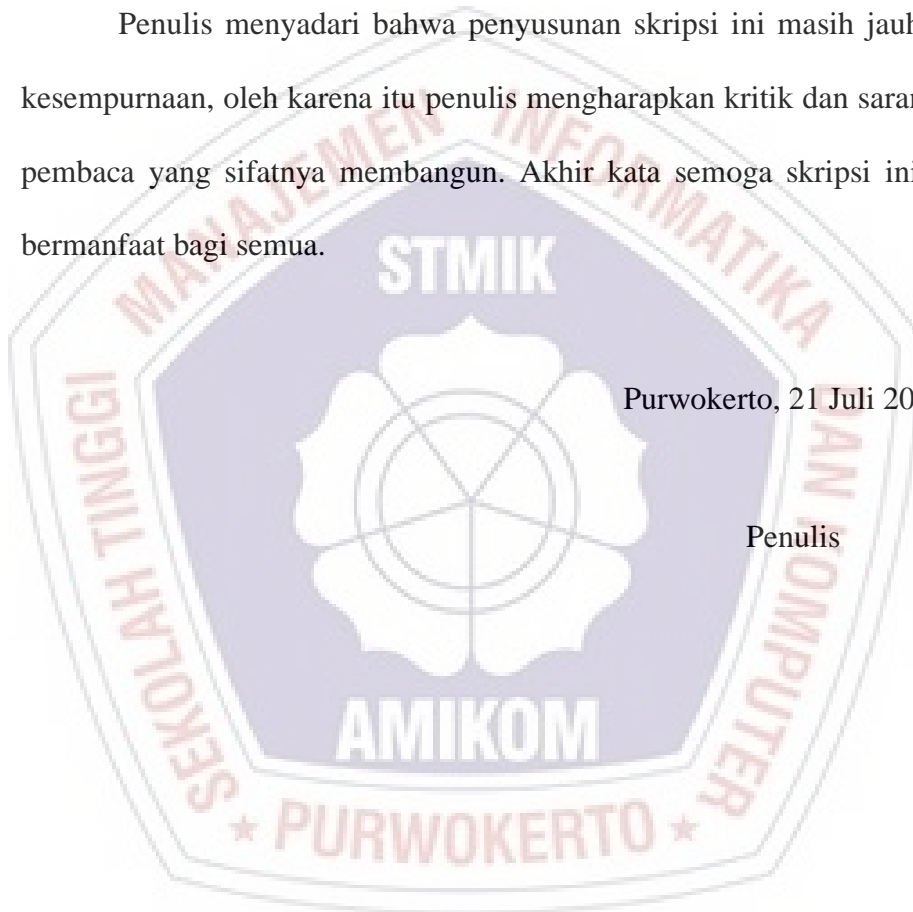 Penulis menyadari bahwa penyusunan skripsi ini masih jauh
kesempurnaan, oleh karena itu penulis mengharapkan kritik dan saran
pembaca yang sifatnya membangun. Akhir kata semoga skripsi ini
bermanfaat bagi semua.
Purwokerto, 21 Juli 20
Penulis
SEKOLAH TINGGI MANAJEMEN INFORMATIKA DAN KOMPUTER
STMIK
AMIKOM
★ PURWOKERTO ★